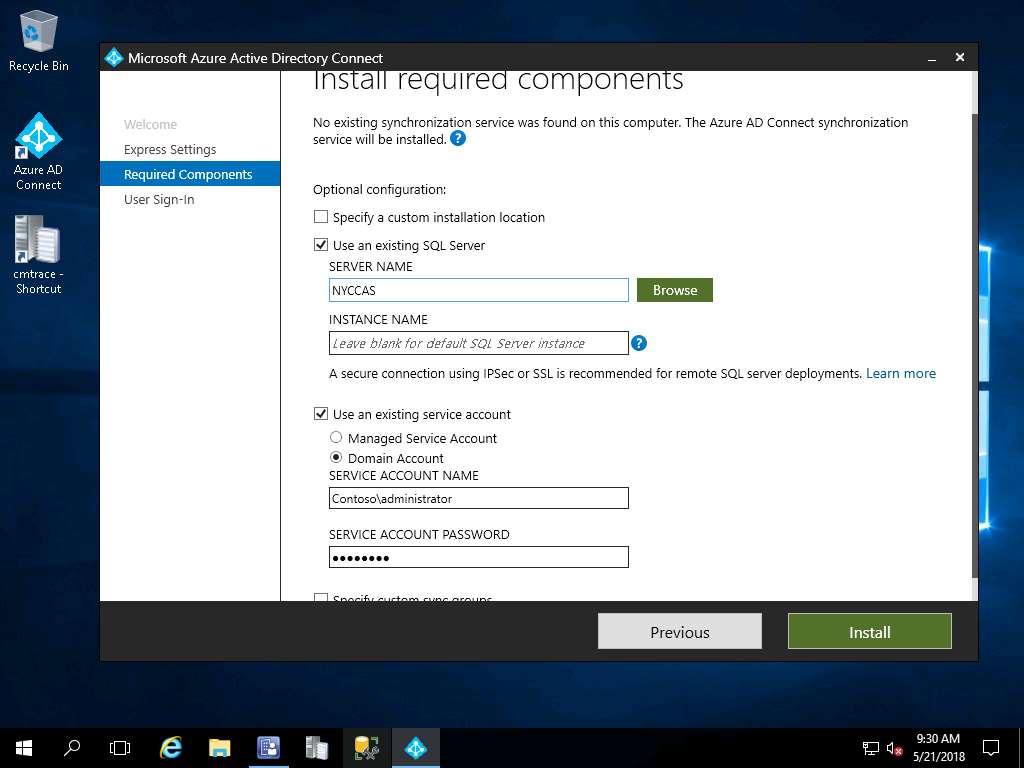 Recycle Bin
Azure AD
Connect
cmtrace -
Shortcut
Microsoft Azure Active Directory Connect
Welcome
Express Settings
Required Components
User Sign-In
Install required components
No existing synchronization service was found on this computer. The Azure AD Connect synchronization
service will be installed. ?
Optional configuration:
Specify a custom installation location
Use an existing SQL Server
SERVER NAME
NYCCAS
Browse
INSTANCE NAME
Leave blank for default SQL Server instance
?
A secure connection using IPSec or SSL is recommended for remote SQL server deployments. Learn more
Use an existing service account
Managed Service Account
Domain Account
SERVICE ACCOUNT NAME
Contoso\administrator
SERVICE ACCOUNT PASSWORD
●●●●●●●●
Specify custom sync groups
Previous
Install
9:30 AM
5/21/2018